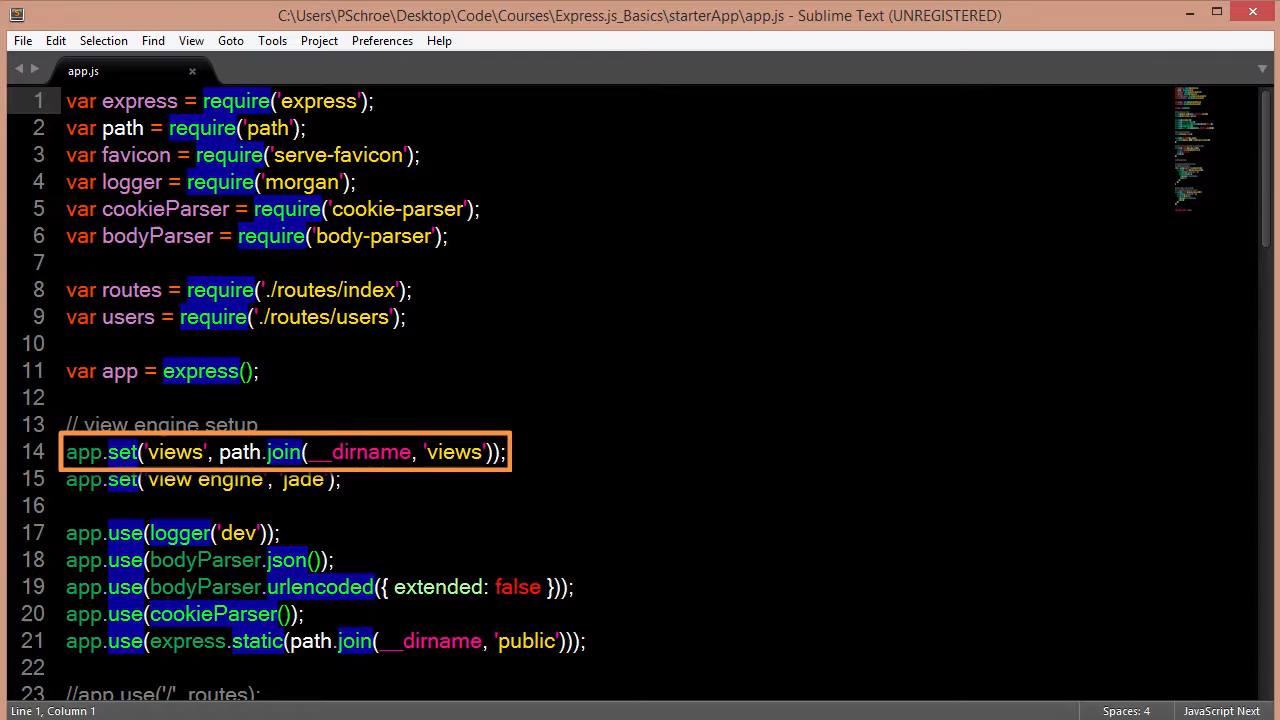 C:\Users\PSchroe\Desktop\Code\Courses\Express.js_Basics\starterApp\app.js - Sublime Text (UNREGISTERED)
File Edit Selection Find View Goto Tools Project Preferences Help
app.js
1 var express = require('express');
2 var path = require('path');
3 var favicon = require('serve-favicon');
4 var logger = require('morgan');
5 var cookieParser = require('cookie-parser');
6 var bodyParser = require('body-parser');
7
8 var routes = require('./routes/index');
9 var users = require('./routes/users');
10
11 var app = express();
12
13 // view engine setup
14 app.set('views', path.join(__dirname, 'views'));
15 app.set('view engine', 'jade');
16
17 app.use(logger('dev'));
18 app.use(bodyParser.json());
19 app.use(bodyParser.urlencoded({ extended: false }));
20 app.use(cookieParser());
21 app.use(express.static(path.join(__dirname, 'public')));
22
23 //app.use('/', routes);
Line 1, Column 1 Spaces: 4 JavaScript Next